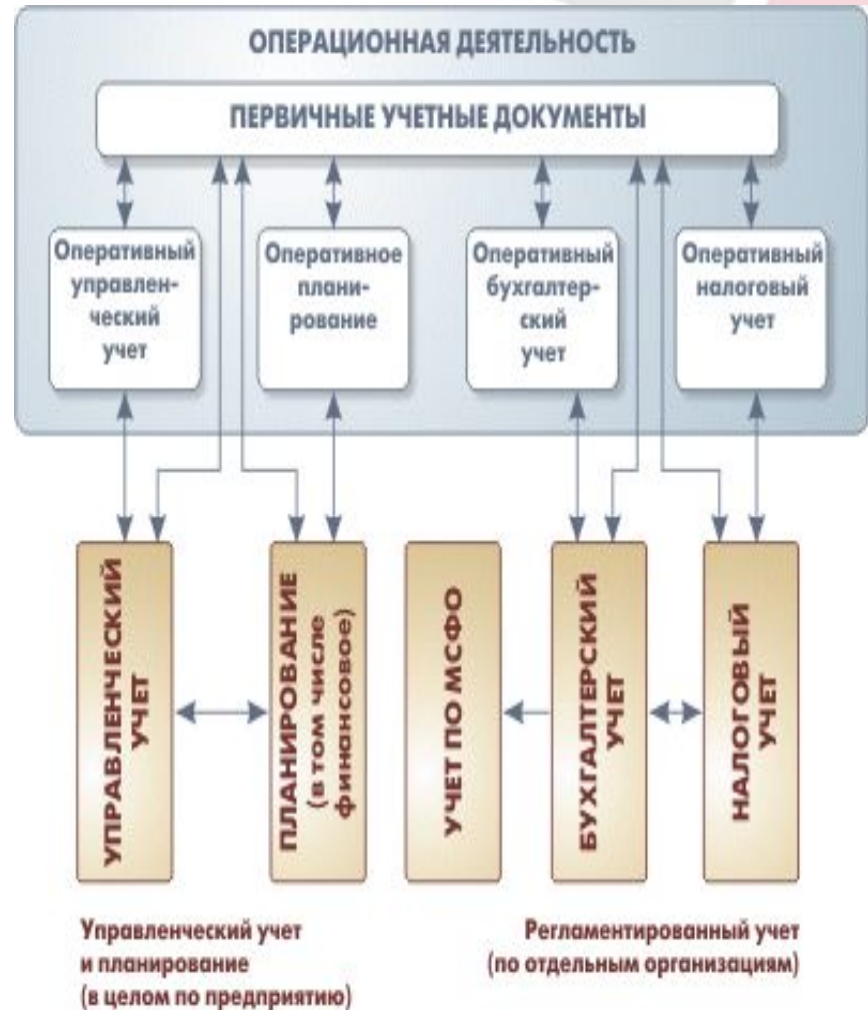 ОПЕРАЦИОННАЯ ДЕЯТЕЛЬНОСТЬ
ПЕРВИЧНЫЕ УЧЕТНЫЕ ДОКУМЕНТЫ
Оперативный
управлен-
ческий
учет
Оперативное
плани-
рование
Оперативный
бухгалтер-
ский
учет
Оперативный
налоговый
учет
УПРАВЛЕНЧЕСКИЙ
УЧЕТ
ПЛАНИРОВАНИЕ
(в том числе
финансовое)
УЧЕТ ПО МСФО
БУХГАЛТЕРСКИЙ
УЧЕТ
НАЛОГОВЫЙ
УЧЕТ
Управленческий учет
и планирование
(в целом по предприятию)
Регламентированный учет
(по отдельным организациям)